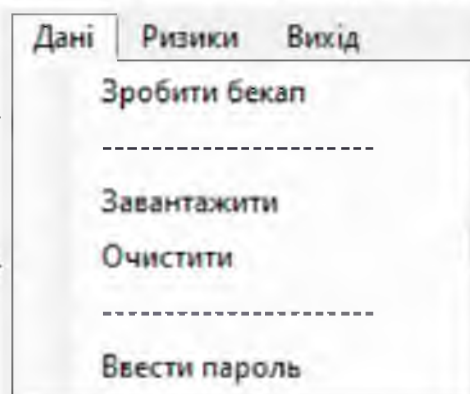 Дані Ризики Вихід
Зробити бекап
----------------------
Завантажити
Очистити
----------------------
Ввести пароль